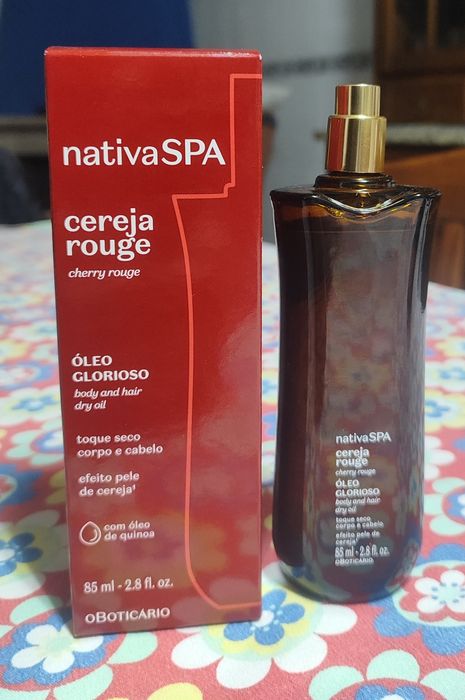 nativaSPA
cereja
rouge
cherry rouge
ÓLEO
GLORIOSO
body and hair
dry oil
toque seco
corpo e cabelo
efeito pele
de cereja¹
com óleo
de quinoa
85 ml - 2.8 fl. oz.
oBOTICÁRIO
nativaSPA
cereja
rouge
cherry rouge
ÓLEO
GLORIOSO
body and hair
dry oil
toque seco
corpo e cabelo
efeito pele de
cereja¹
85 ml - 2.8 fl. oz.
oBOTICÁRIO